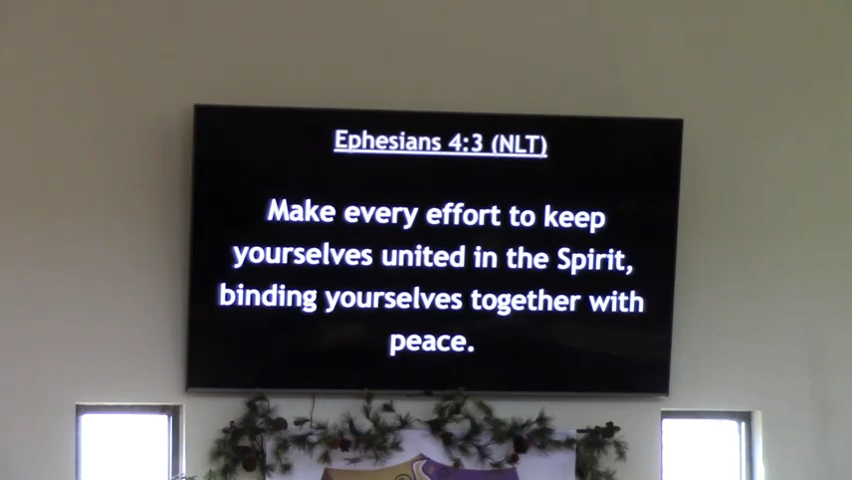 Ephesians 4:3 (NLT)
Make every effort to keep
yourselves united in the Spirit,
binding yourselves together with
peace.